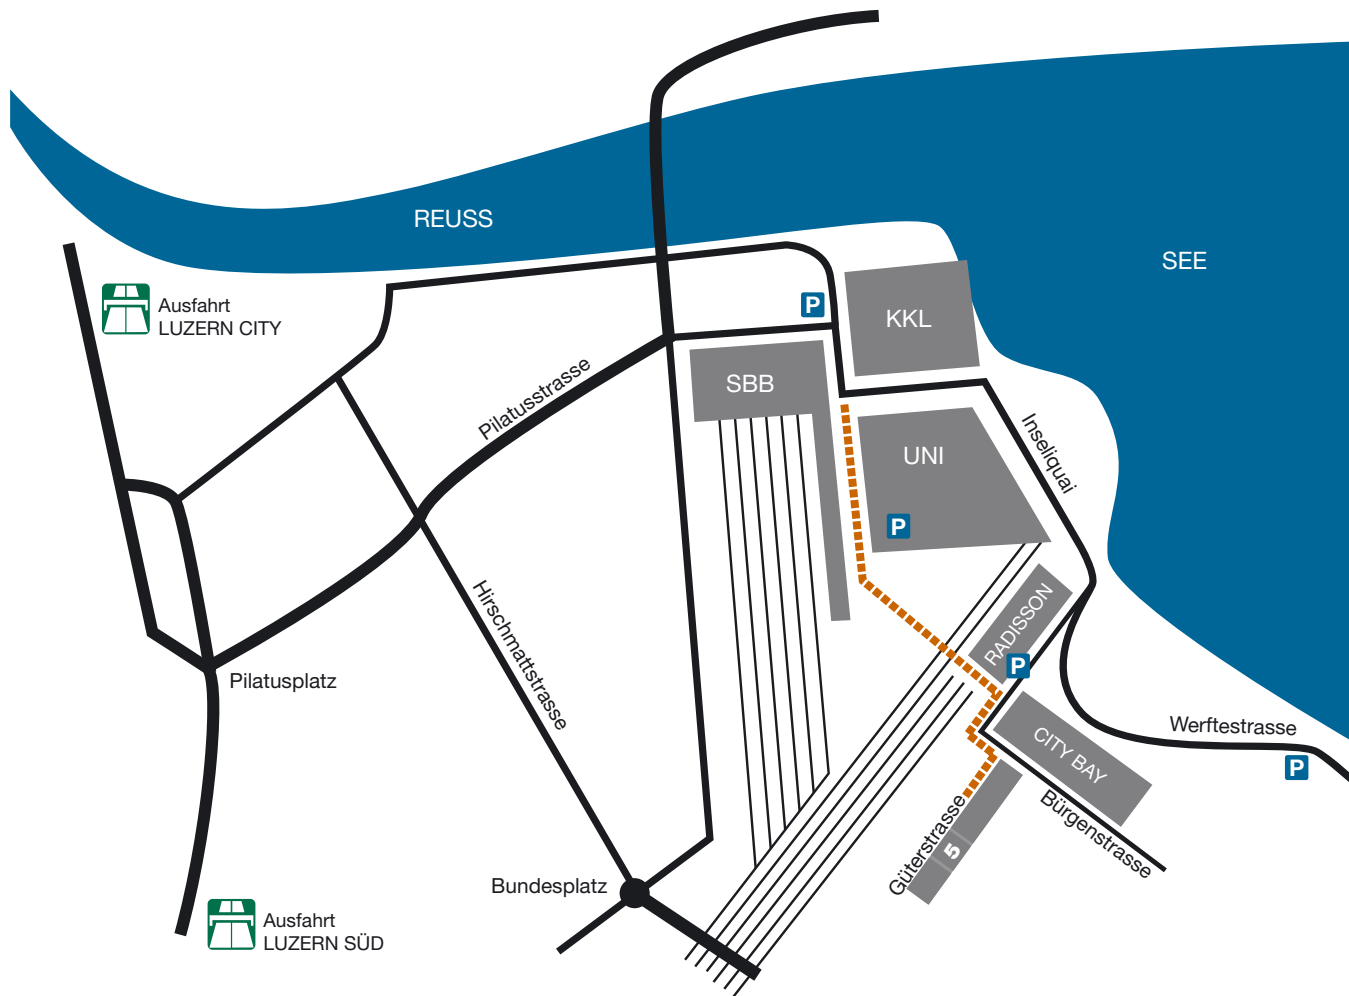 REUSS
SEE
Ausfahrt
LUZERN CITY
P
KKL
SBB
Pilatusstrasse
Inseliquai
UNI
P
Hirschmattstrasse
RADISSON
P
Pilatusplatz
Werftestrasse
CITY BAY
P
Güterstrasse
5
Bürgenstrasse
Bundesplatz
Ausfahrt
LUZERN SÜD